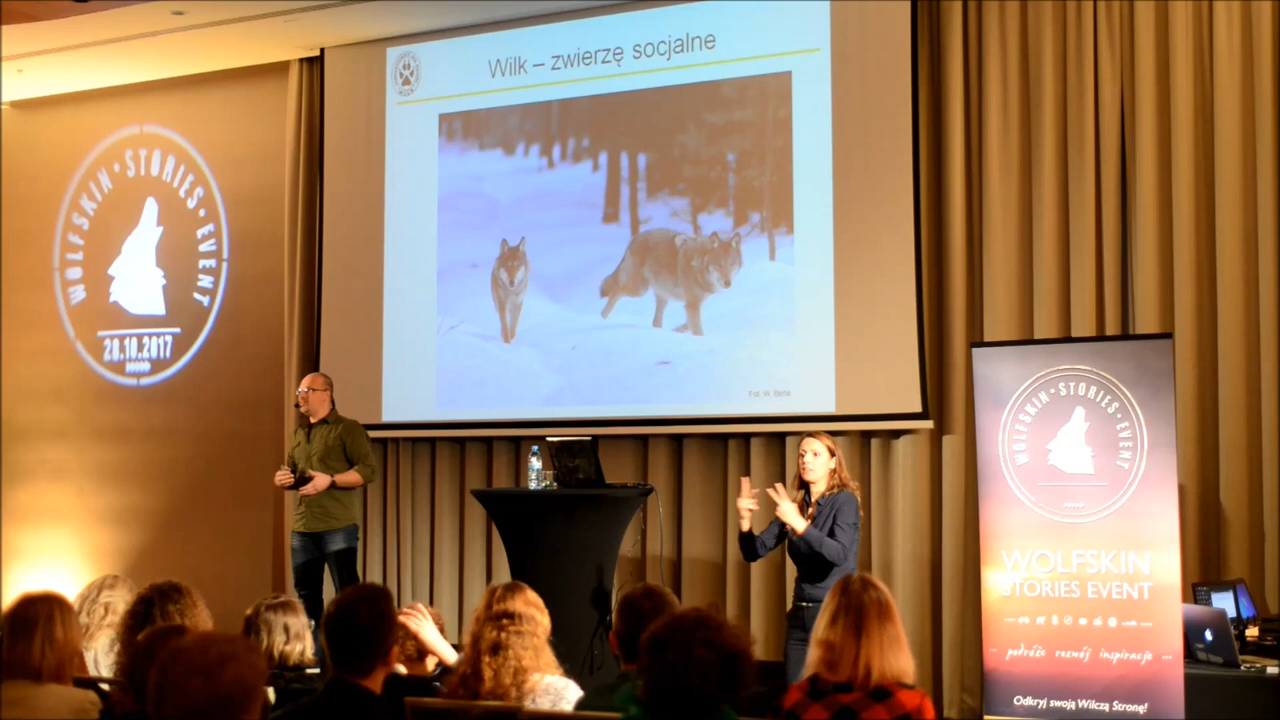 Wilk – zwierzę socjalne
Fot. W. Bena
WOLFSKIN • STORIES • EVENT
28.10.2017
WOLFSKIN • STORIES • EVENT
WOLFSKIN
STORIES EVENT
podróże rozwój inspiracje
Odkryj swoją Wilczą Stronę!